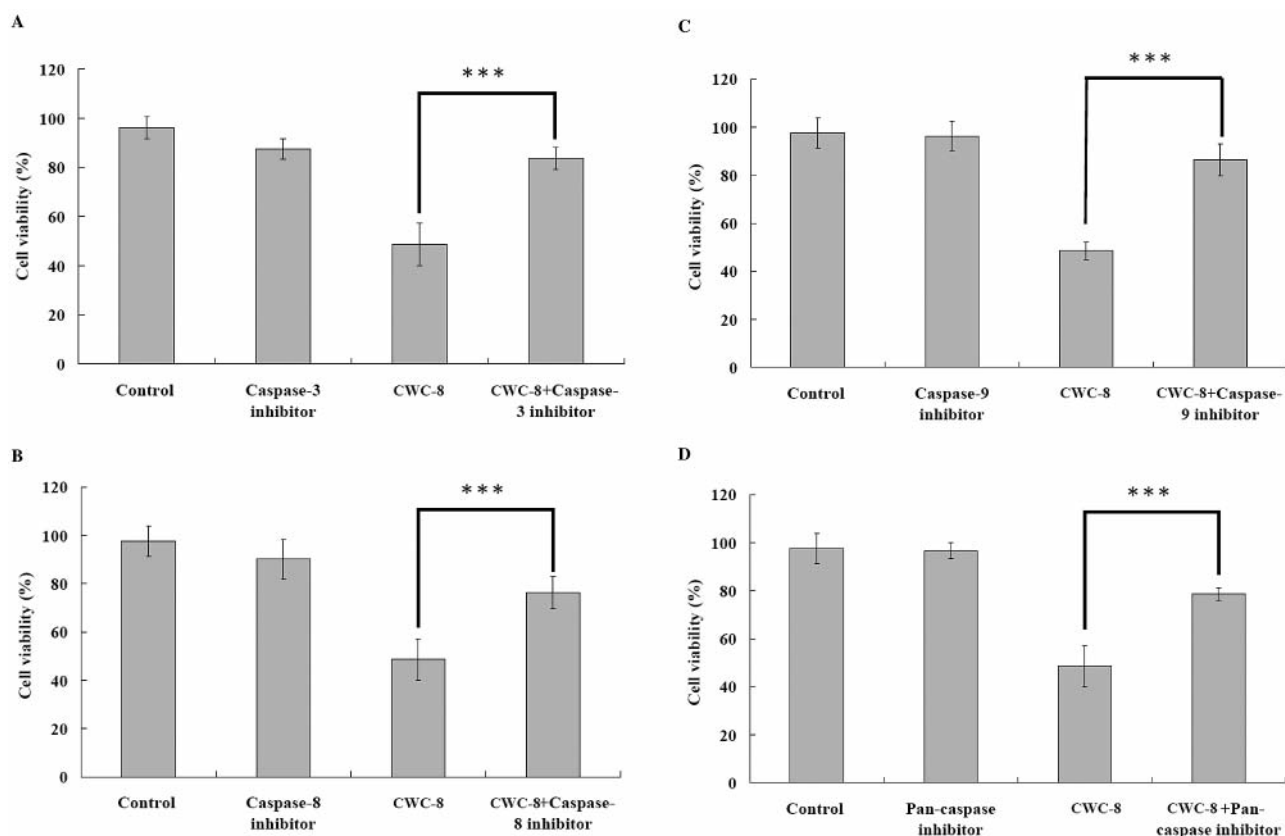 A
120
100
80
60
40
20
0
Cell viability (%)
***
Control
Caspase-3
inhibitor
CWC-8
CWC-8+Caspase-
3 inhibitor
B
120
100
80
60
40
20
0
Cell viability (%)
***
Control
Caspase-8
inhibitor
CWC-8
CWC-8+Caspase-
8 inhibitor
C
120
100
80
60
40
20
0
Cell viability (%)
***
Control
Caspase-9
inhibitor
CWC-8
CWC-8+Caspase-
9 inhibitor
D
120
100
80
60
40
20
0
Cell viability (%)
***
Control
Pan-caspase
inhibitor
CWC-8
CWC-8 +Pan-
caspase inhibitor